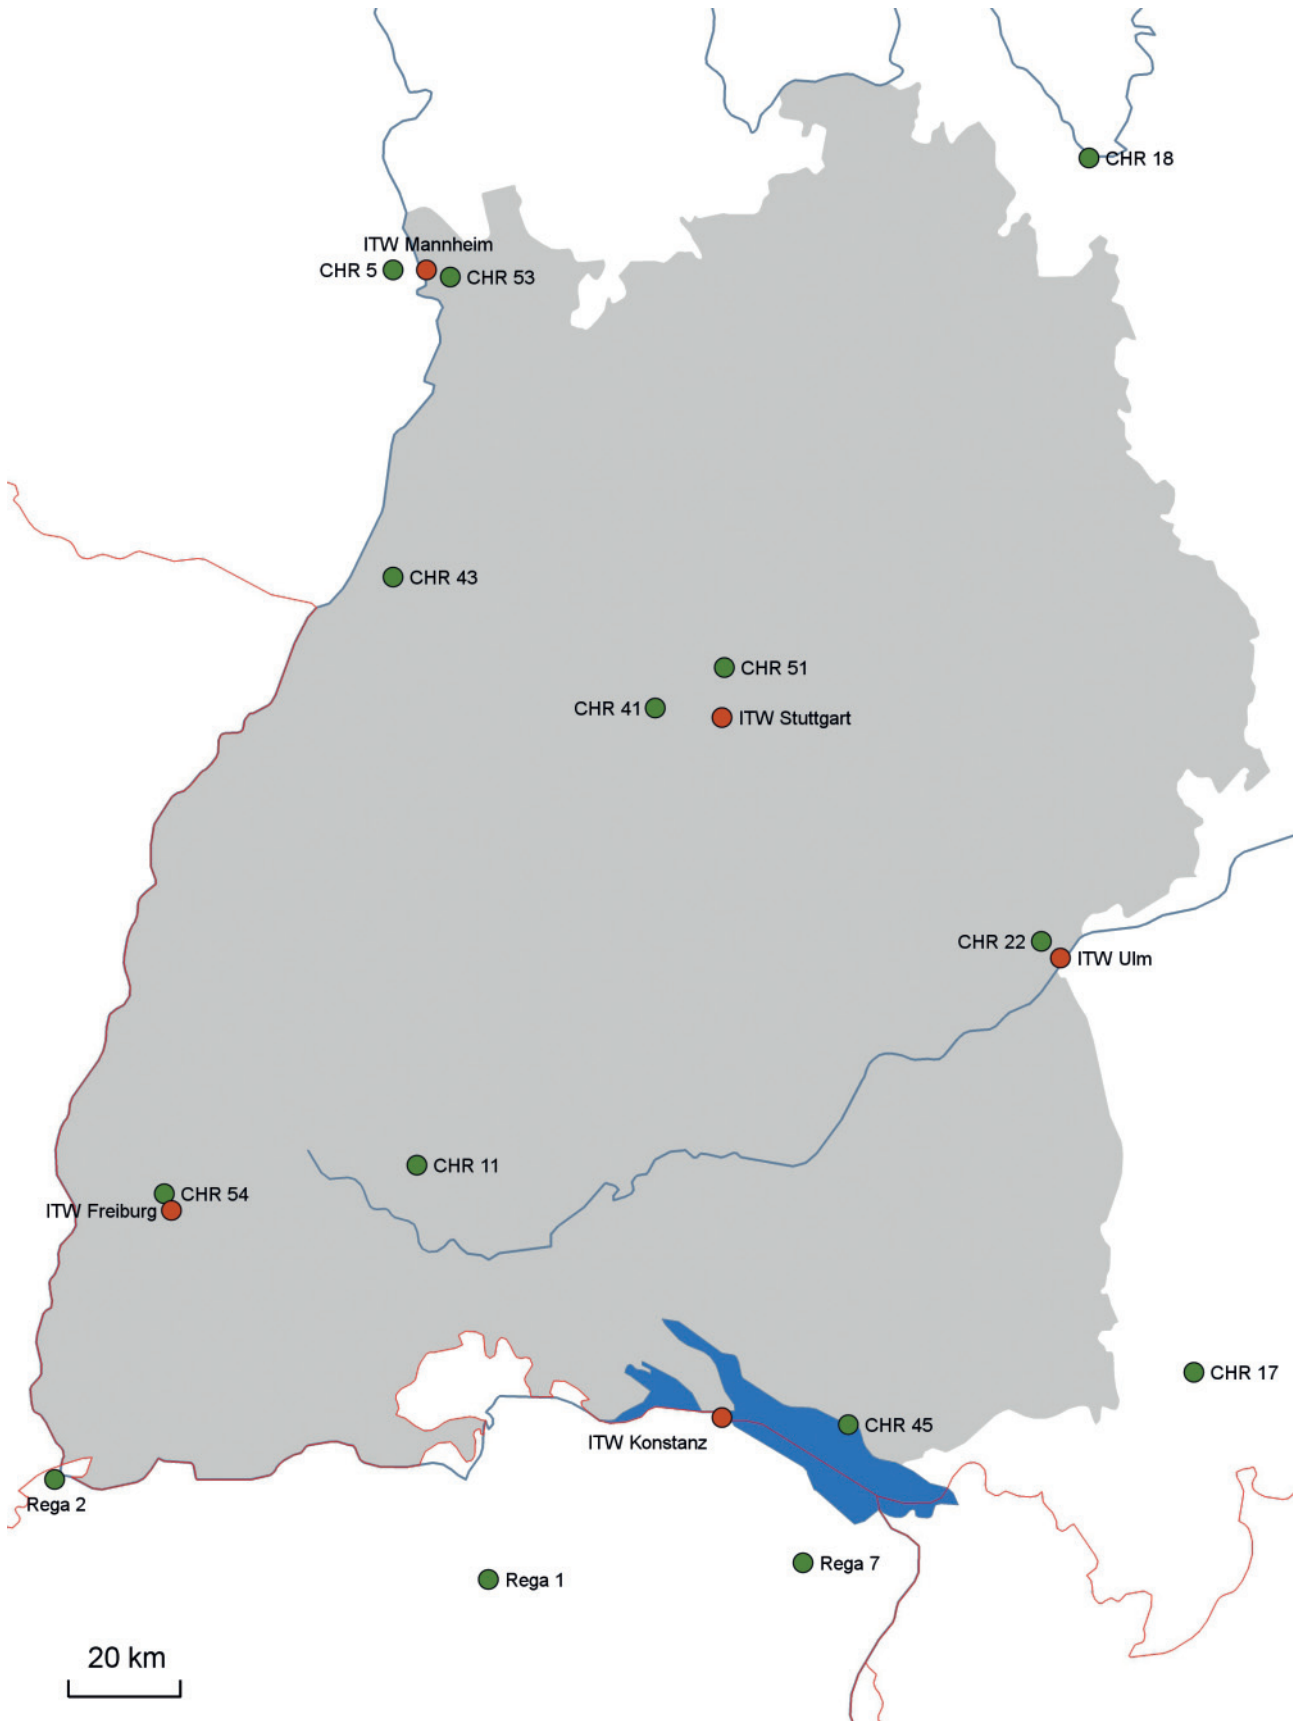 CHR 18
ITW Mannheim
CHR 5
CHR 53
CHR 43
CHR 51
CHR 41
ITW Stuttgart
CHR 22
ITW Ulm
CHR 11
CHR 54
ITW Freiburg
CHR 17
CHR 45
ITW Konstanz
Rega 2
Rega 7
Rega 1
20 km